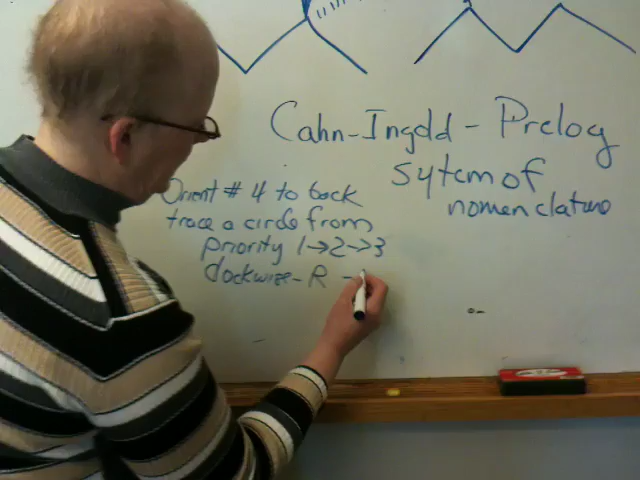 Cahn-Ingold-Prelog
sytem of
nomenclature
Orient # 4 to back
trace a circle from
priority 1→2→3
clockwise - R -